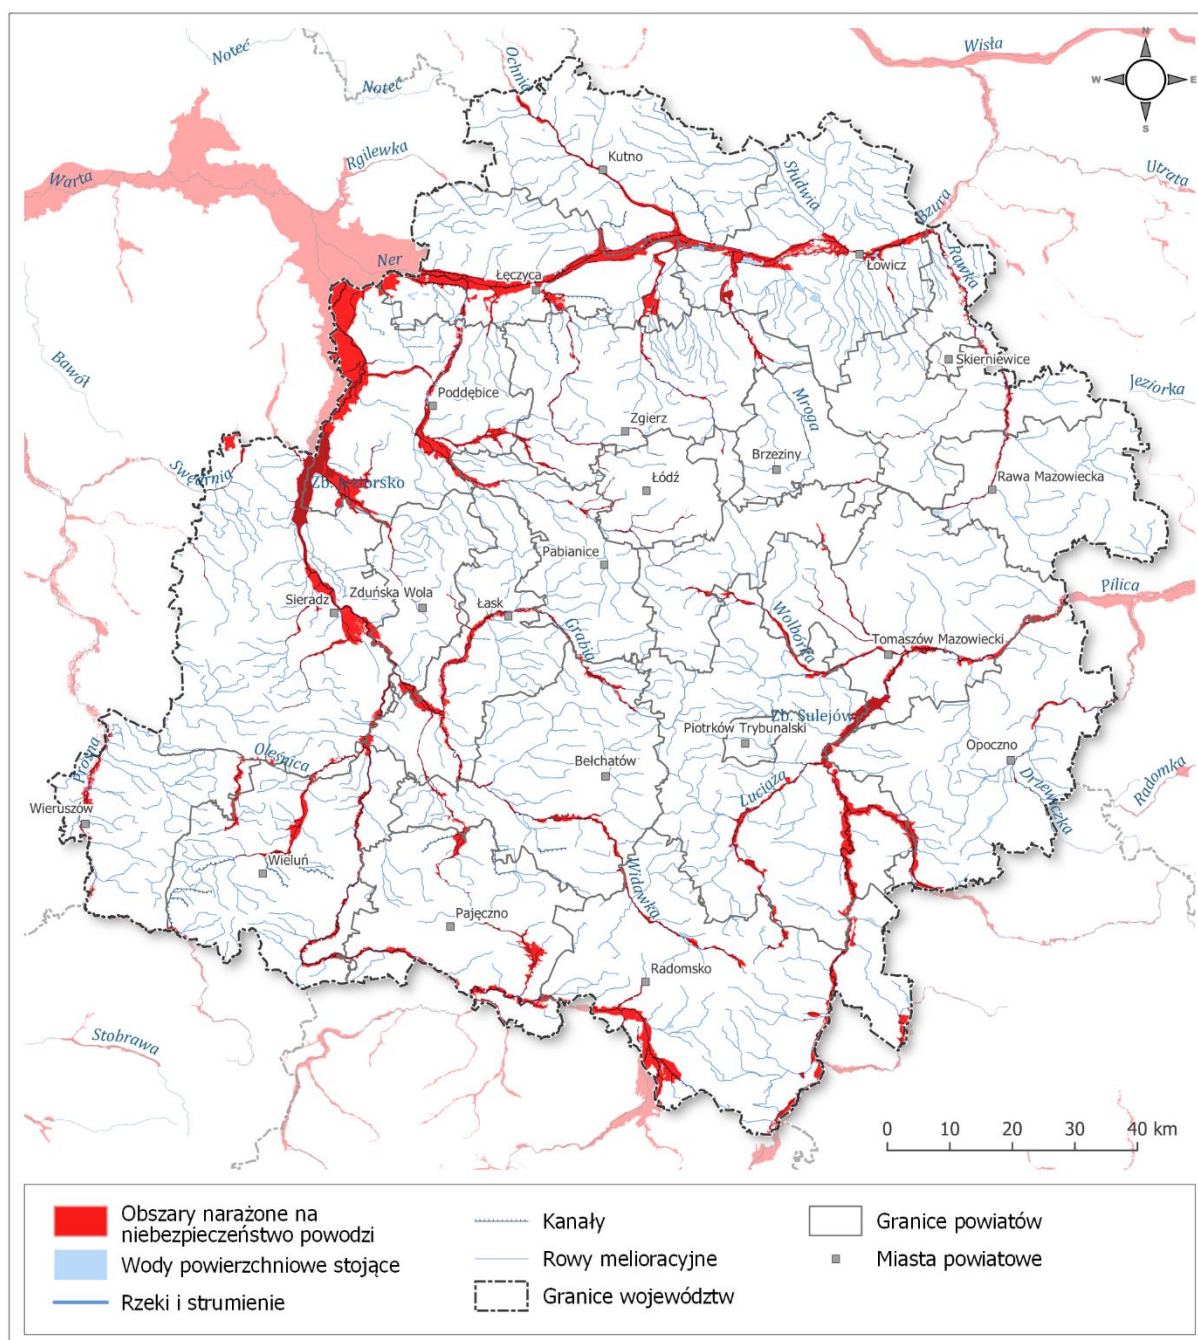 Noteć
Ochnia
Wisła
N
W
E
S
Noteć
Rgilewka
Kutno
Słudwia
Utrata
Warta
Bzura
Ner
Łęczyca
Łowicz
Rawka
Skierniewice
Bawół
Poddębice
Jeziorka
Zgierz
Mroga
Brzeziny
Swędrnia
Zb. Jeziorsko
Łódź
Rawa Mazowiecka
Pabianice
Pilica
Sieradz
Zduńska Wola
Łask
Grabia
Wolbórka
Tomaszów Mazowiecki
Zb. Sulejów
Piotrków Trybunalski
Prosna
Oleśnica
Bełchatów
Opoczno
Luciąża
Drzewiczka
Radomka
Wieruszów
Wieluń
Widawka
Pajęczno
Radomsko
Stobrawa
0 10 20 30 40 km
Obszary narażone na
niebezpieczeństwo powodzi
Wody powierzchniowe stojące
Rzeki i strumienie
Kanały
Rowy melioracyjne
Granice województw
Granice powiatów
Miasta powiatowe